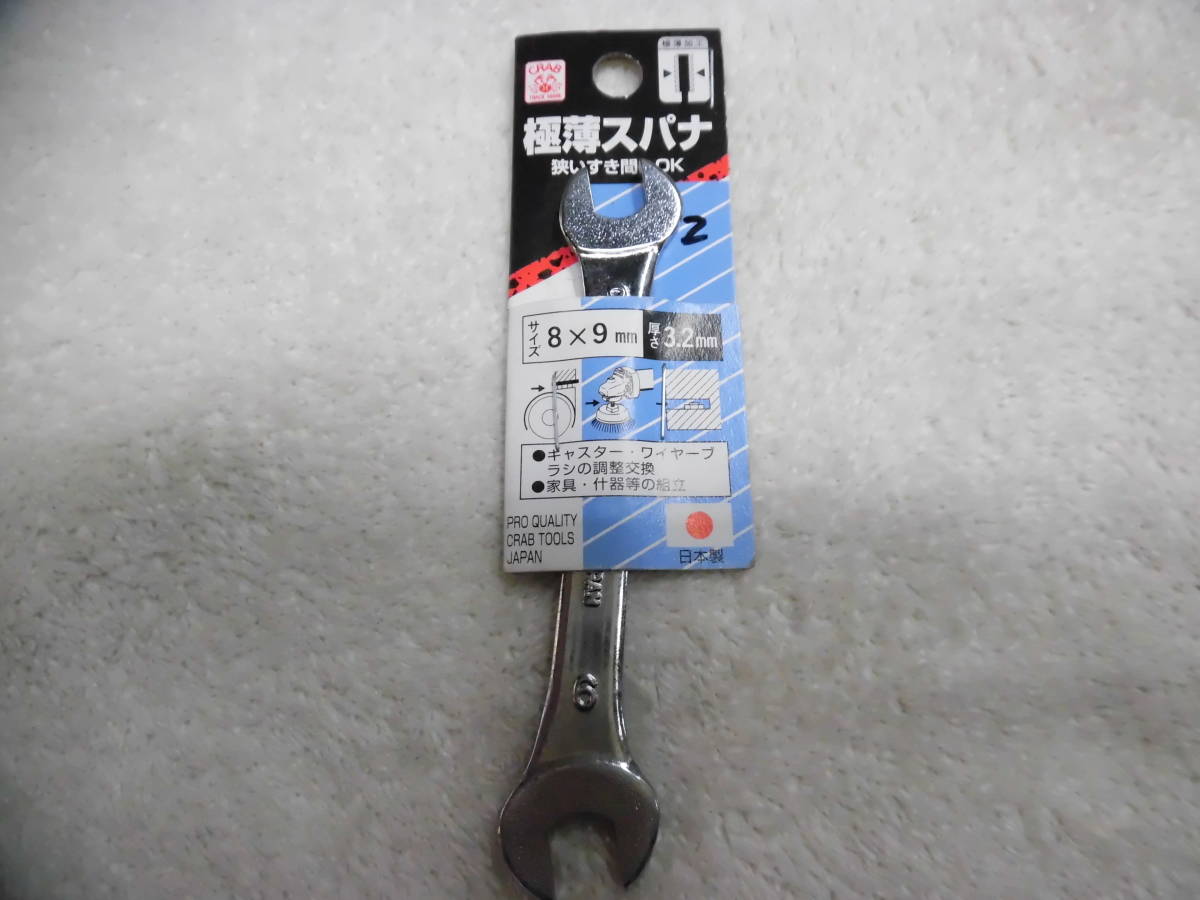 極薄加工
CRAB
極薄スパナ
狭いすき間 OK
2
サイズ 8×9 mm 厚さ 3.2mm
●キャスター・ワイヤーブ
ラシの調整交換
●家具・什器等の組立
PRO QUALITY
CRAB TOOLS
JAPAN
日本製
PAN
9